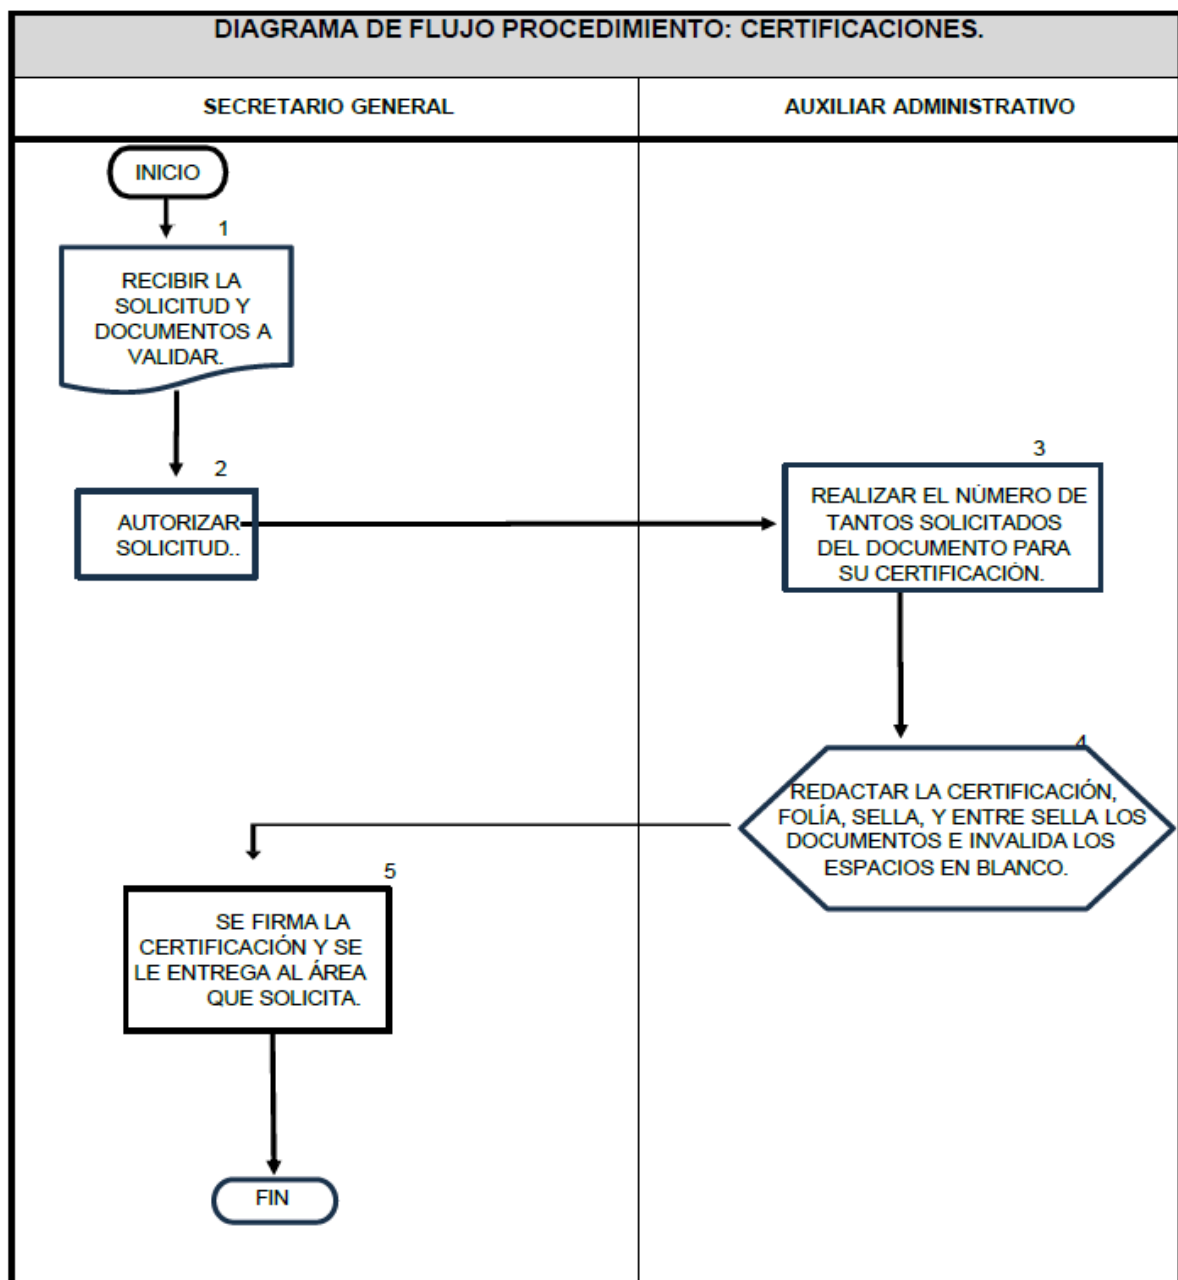 DIAGRAMA DE FLUJO PROCEDIMIENTO: CERTIFICACIONES.
SECRETARIO GENERAL
AUXILIAR ADMINISTRATIVO
INICIO
1
RECIBIR LA
SOLICITUD Y
DOCUMENTOS A
VALIDAR.
2
AUTORIZAR
SOLICITUD..
3
REALIZAR EL NÚMERO DE
TANTOS SOLICITADOS
DEL DOCUMENTO PARA
SU CERTIFICACIÓN.
4
REDACTAR LA CERTIFICACIÓN,
FOLÍA, SELLA, Y ENTRE SELLA LOS
DOCUMENTOS E INVALIDA LOS
ESPACIOS EN BLANCO.
5
SE FIRMA LA
CERTIFICACIÓN Y SE
LE ENTREGA AL ÁREA
QUE SOLICITA.
FIN